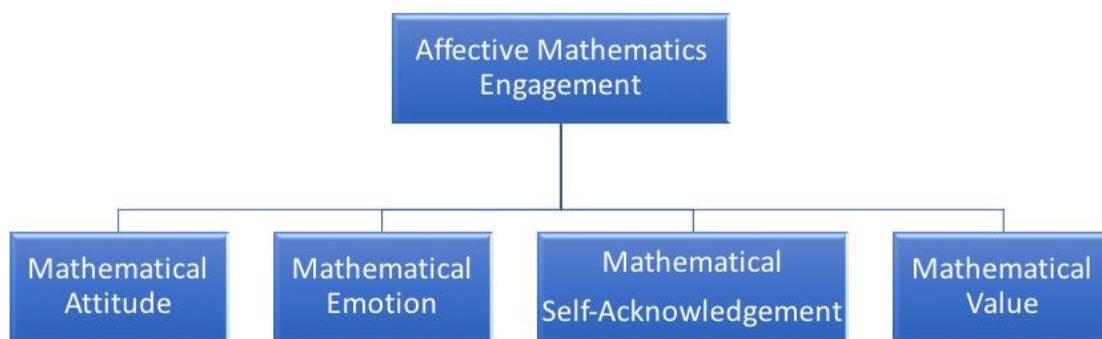 Affective Mathematics
Engagement
Mathematical
Attitude
Mathematical
Emotion
Mathematical
Self-Acknowledgement
Mathematical
Value